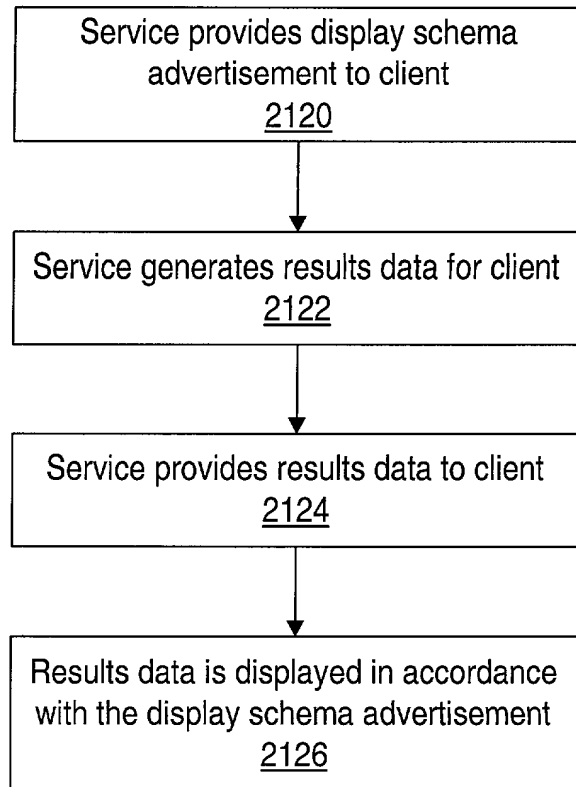 Service provides display schema
advertisement to client
2120
Service generates results data for client
2122
Service provides results data to client
2124
Results data is displayed in accordance
with the display schema advertisement
2126